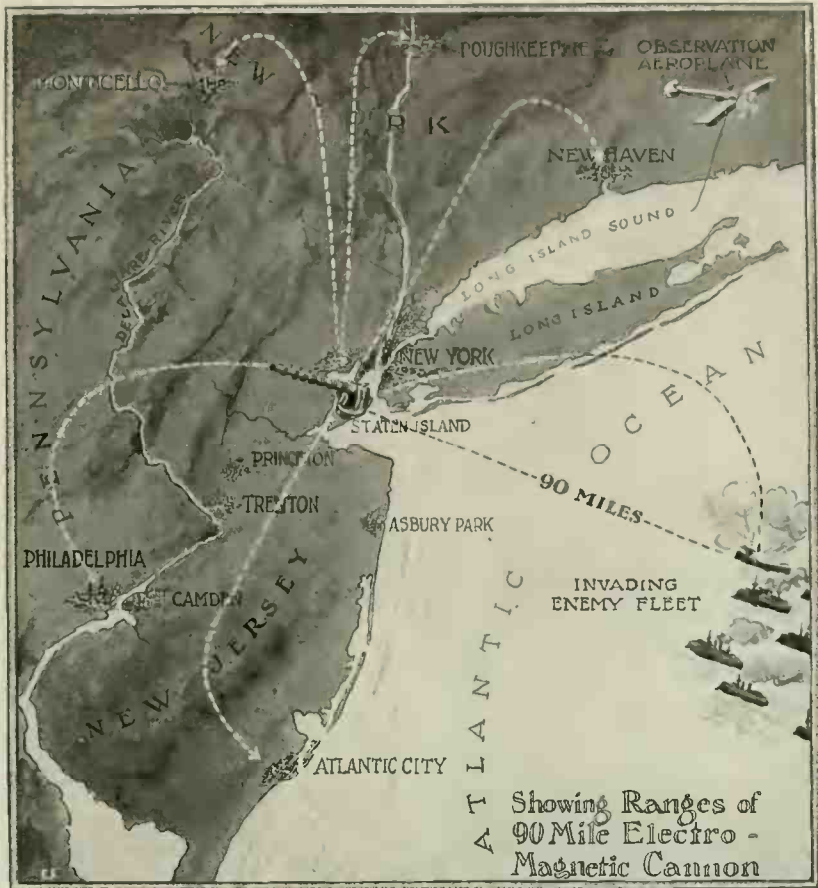 MONTICELLO
NEW
POUGHKEEPSIE
OBSERVATION
AEROPLANE
RK
NEW HAVEN
PENNSYLVANIA
DELAWARE RIVER
LONG ISLAND SOUND
LONG ISLAND
NEW YORK
STATEN ISLAND
OCEAN
PRINCETON
90 MILES
TRENTON
ASBURY PARK
PHILADELPHIA
CAMDEN
INVADING
ENEMY FLEET
NEW JERSEY
ATLANTIC
ATLANTIC CITY
Showing Ranges of
90 Mile Electro-
Magnetic Cannon